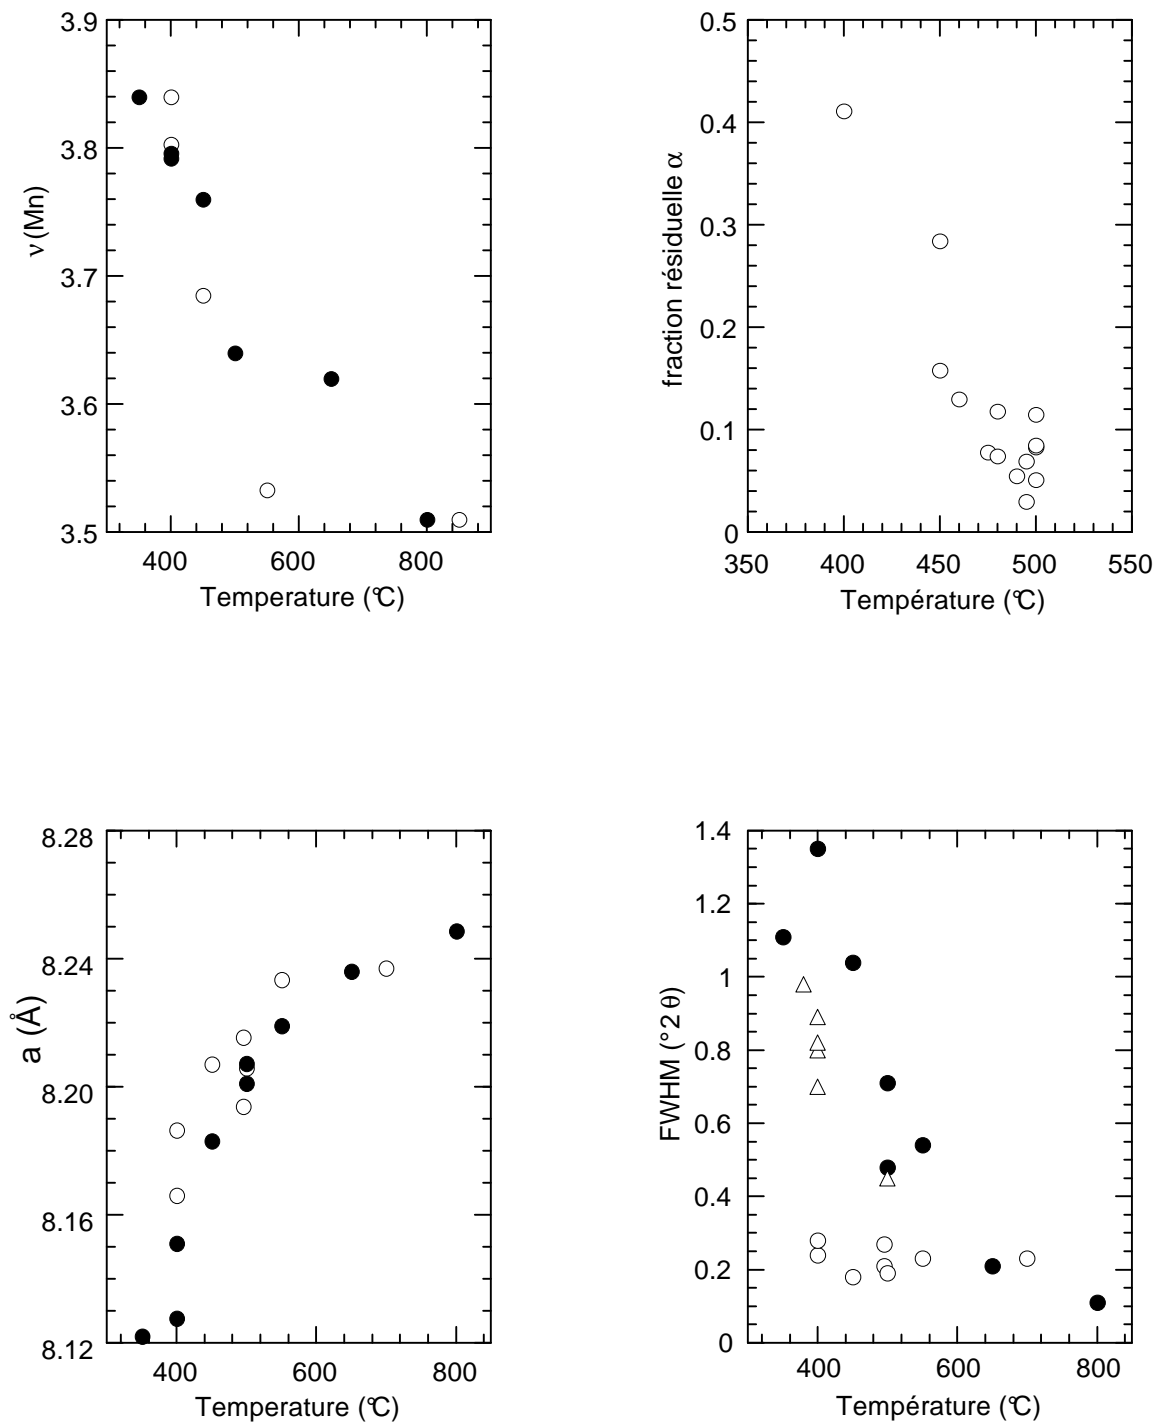 3.9
3.8
3.7
3.6
3.5
ν (Mn)
400 600 800
Temperature (°C)
0.5
0.4
0.3
0.2
0.1
0
fraction résiduelle α
350 400 450 500 550
Température (°C)
8.28
8.24
8.20
8.16
8.12
a (Å)
400 600 800
Temperature (°C)
1.4
1.2
1
0.8
0.6
0.4
0.2
0
FWHM (°2θ)
400 600 800
Température (°C)